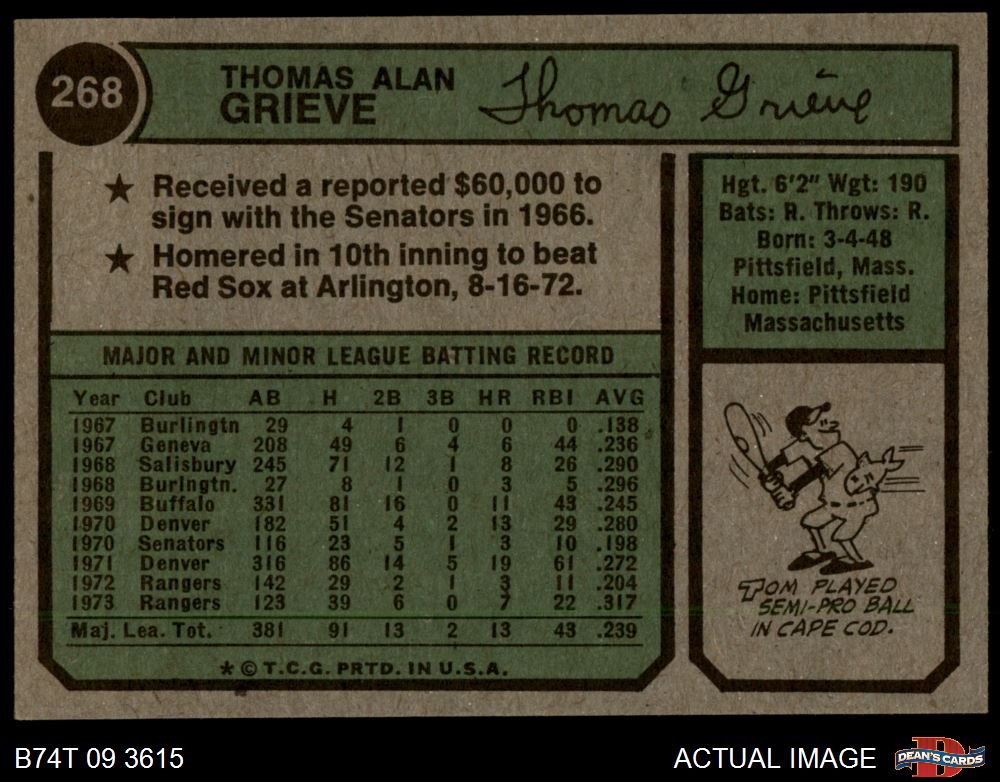 268
THOMAS ALAN
GRIEVE
Thomas Grieve
★ Received a reported $60,000 to
sign with the Senators in 1966.
★ Homered in 10th inning to beat
Red Sox at Arlington, 8-16-72.
Hgt. 6'2" Wgt: 190
Bats: R. Throws: R.
Born: 3-4-48
Pittsfield, Mass.
Home: Pittsfield
Massachusetts
MAJOR AND MINOR LEAGUE BATTING RECORD
Year Club AB H 2B 3B HR RBI AVG
1967 Burlingtn 29 4 1 0 0 0 .138
1967 Geneva 208 49 6 4 6 44 .236
1968 Salisbury 245 71 12 1 8 26 .290
1968 Burlingtn. 27 8 1 0 3 5 .296
1969 Buffalo 331 81 16 0 11 43 .245
1970 Denver 182 51 4 2 13 29 .280
1970 Senators 116 23 5 1 3 10 .198
1971 Denver 316 86 14 5 19 61 .272
1972 Rangers 142 29 2 1 3 11 .204
1973 Rangers 123 39 6 0 7 22 .317
Maj. Lea. Tot. 381 91 13 2 13 43 .239
* © T.C.G. PRTD. IN U.S.A.
TOM PLAYED
SEMI-PRO BALL
IN CAPE COD.
B74T 09 3615
ACTUAL IMAGE
D
DEAN'S CARDS